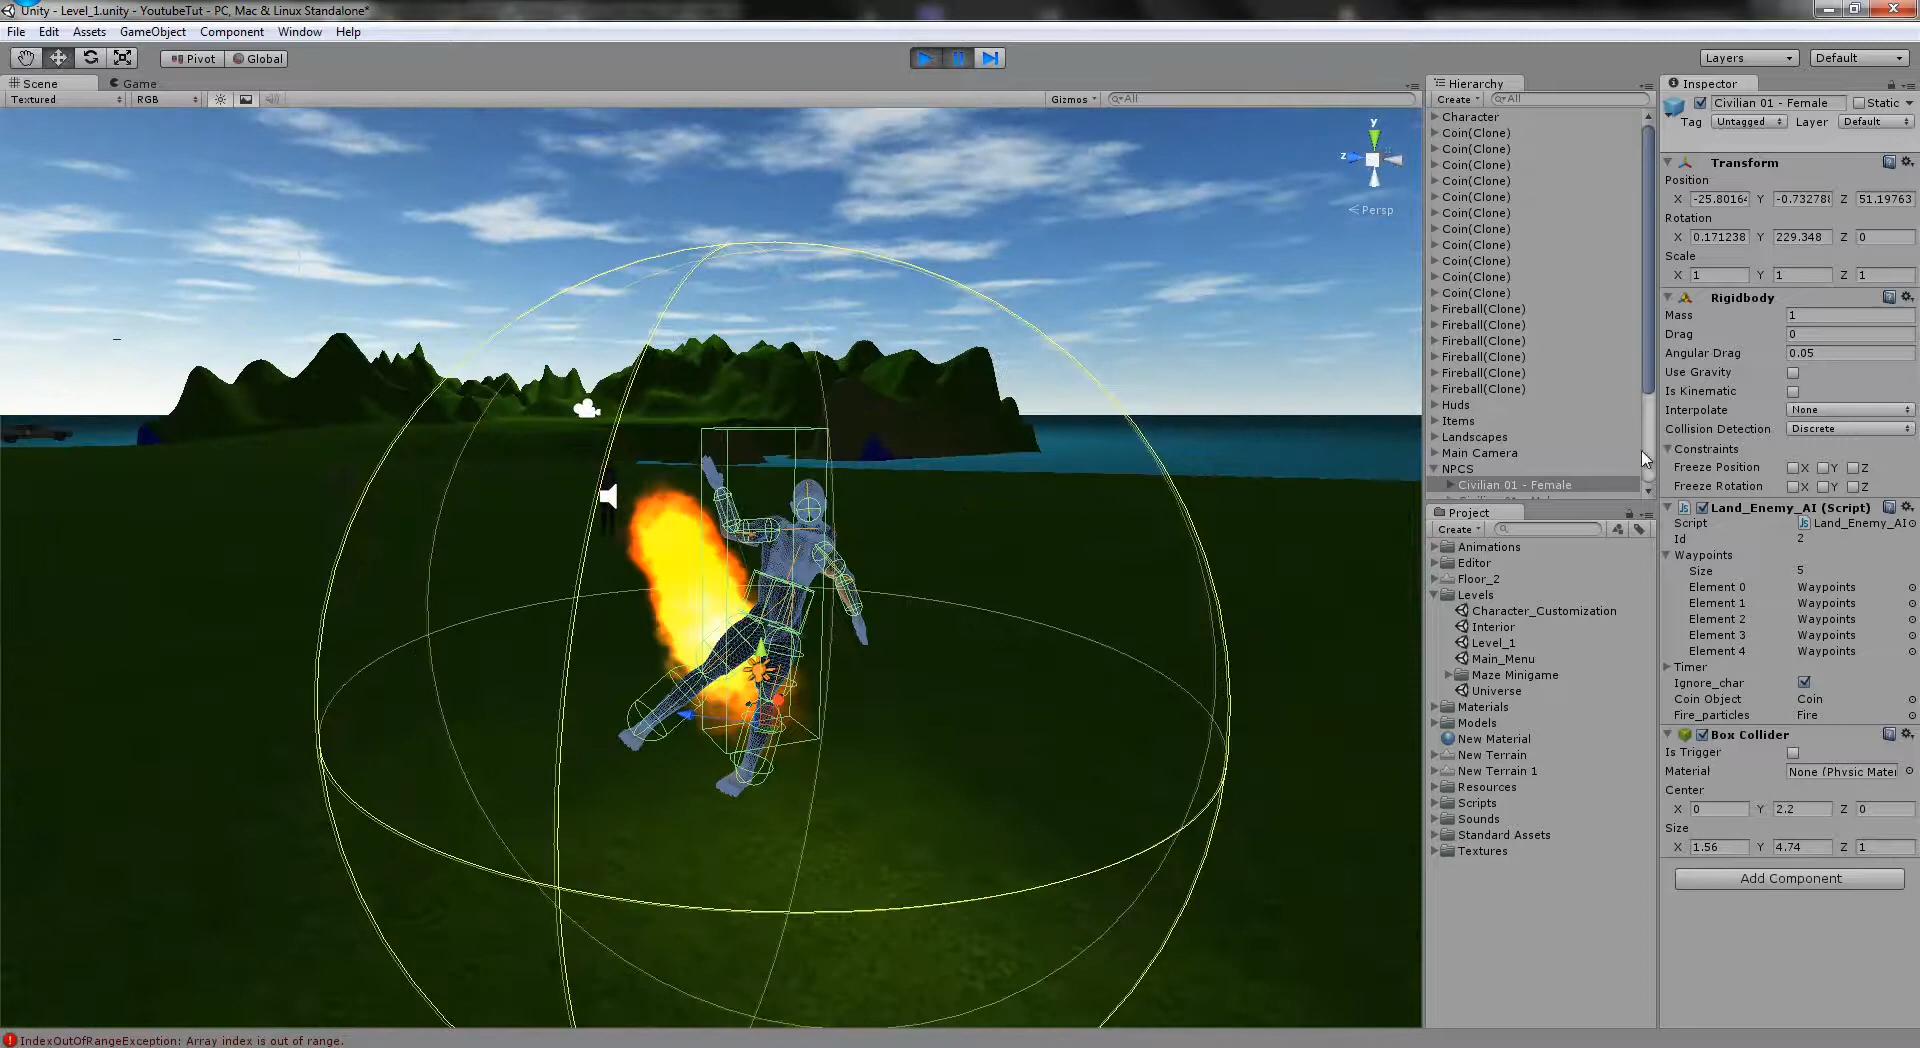 Unity - Level_1.unity - YoutubeTut - PC, Mac & Linux Standalone*
File Edit Assets GameObject Component Window Help
Pivot Global Layers Default
Scene Game
Textured RGB Gizmos All
y
z
Persp
Hierarchy
Create All
Character
Coin(Clone)
Coin(Clone)
Coin(Clone)
Coin(Clone)
Coin(Clone)
Coin(Clone)
Coin(Clone)
Coin(Clone)
Coin(Clone)
Coin(Clone)
Coin(Clone)
Fireball(Clone)
Fireball(Clone)
Fireball(Clone)
Fireball(Clone)
Fireball(Clone)
Fireball(Clone)
Huds
Items
Landscapes
Main Camera
NPCS
Civilian 01 - Female
Project
Create
Animations
Editor
Floor_2
Levels
Character_Customization
Interior
Level_1
Main_Menu
Maze Minigame
Universe
Materials
Models
New Material
New Terrain
New Terrain 1
Resources
Scripts
Sounds
Standard Assets
Textures
Inspector
Civilian 01 - Female Static
Tag Untagged Layer Default
Transform
Position
X -25.8016 Y -0.73278 Z 51.19763
Rotation
X 0.171238 Y 229.348 Z 0
Scale
X 1 Y 1 Z 1
Rigidbody
Mass 1
Drag 0
Angular Drag 0.05
Use Gravity
Is Kinematic
Interpolate None
Collision Detection Discrete
Constraints
Freeze Position X Y Z
Freeze Rotation X Y Z
Land_Enemy_AI (Script)
Script Land_Enemy_AI
Id 2
Waypoints
Size 5
Element 0 Waypoints
Element 1 Waypoints
Element 2 Waypoints
Element 3 Waypoints
Element 4 Waypoints
Timer
Ignore_char
Coin Object Coin
Fire_particles Fire
Box Collider
Is Trigger
Material None (Physic Mater
Center
X 0 Y 2.2 Z 0
Size
X 1.56 Y 4.74 Z 1
Add Component
IndexOutOfRangeException: Array index is out of range.